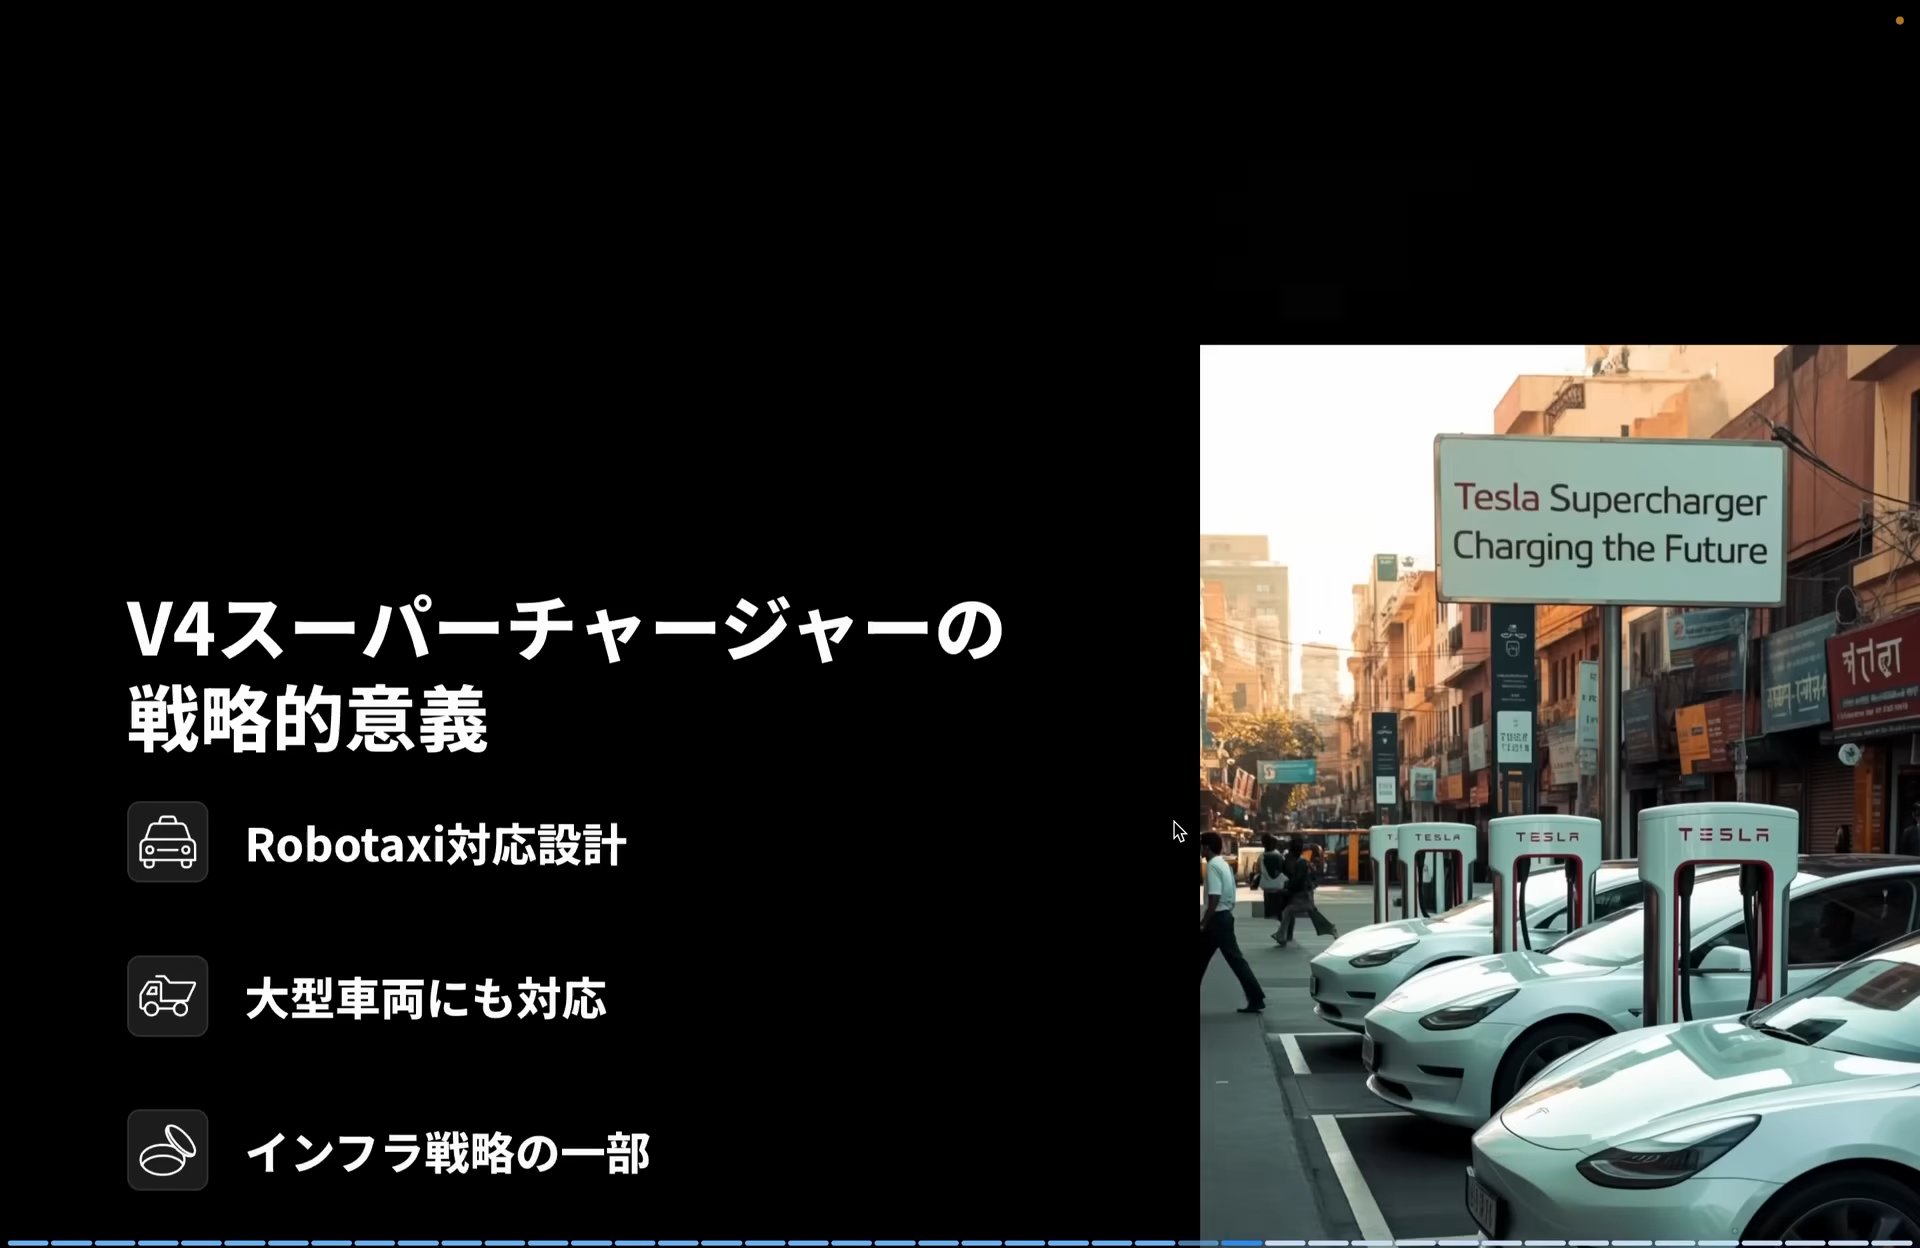 V4スーパーチャージャーの
戦略的意義
Robotaxi対応設計
大型車両にも対応
インフラ戦略の一部
Tesla Supercharger
Charging the Future
TESLA
TESLA
TESLA